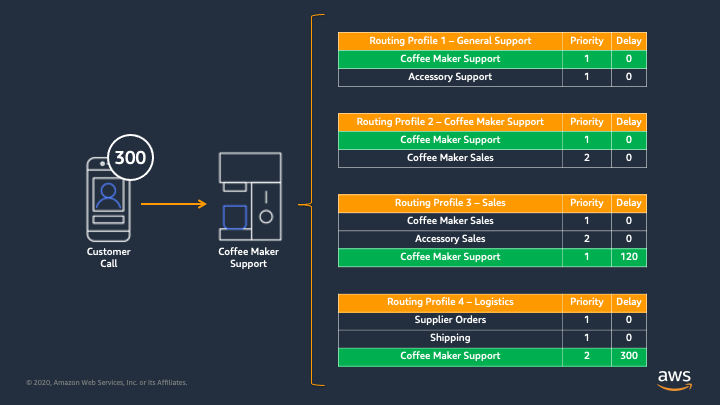 300
Customer
Call
Coffee Maker
Support
Routing Profile 1 – General Support Priority Delay
Coffee Maker Support 1 0
Accessory Support 1 0
Routing Profile 2 – Coffee Maker Support Priority Delay
Coffee Maker Support 1 0
Coffee Maker Sales 2 0
Routing Profile 3 – Sales Priority Delay
Coffee Maker Sales 1 0
Accessory Sales 2 0
Coffee Maker Support 1 120
Routing Profile 4 – Logistics Priority Delay
Supplier Orders 1 0
Shipping 1 0
Coffee Maker Support 2 300
© 2020, Amazon Web Services, Inc. or its Affiliates.
aws